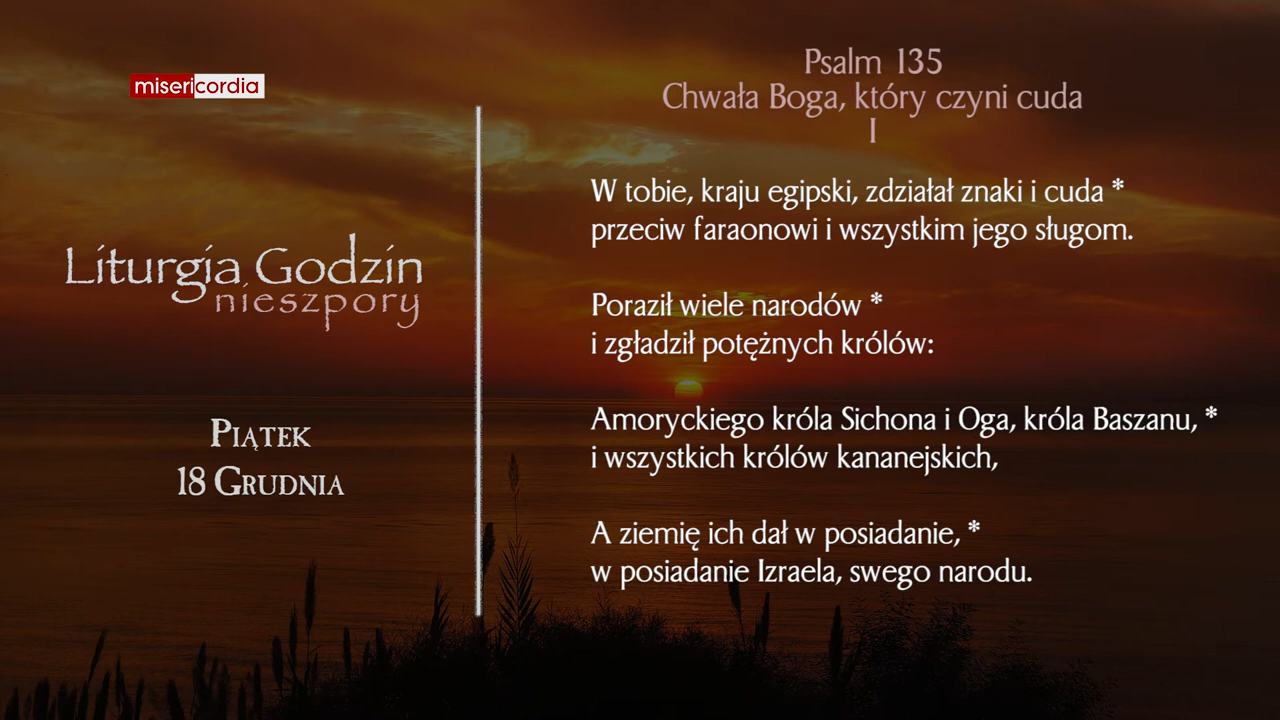 misericordia
Liturgia Godzin
nieszpory
Piątek
18 Grudnia
Psalm 135
Chwała Boga, który czyni cuda
I
W tobie, kraju egipski, zdziałał znaki i cuda *
przeciw faraonowi i wszystkim jego sługom.
Poraził wiele narodów *
i zgładził potężnych królów:
Amoryckiego króla Sichona i Oga, króla Baszanu, *
i wszystkich królów kananejskich,
A ziemię ich dał w posiadanie, *
w posiadanie Izraela, swego narodu.